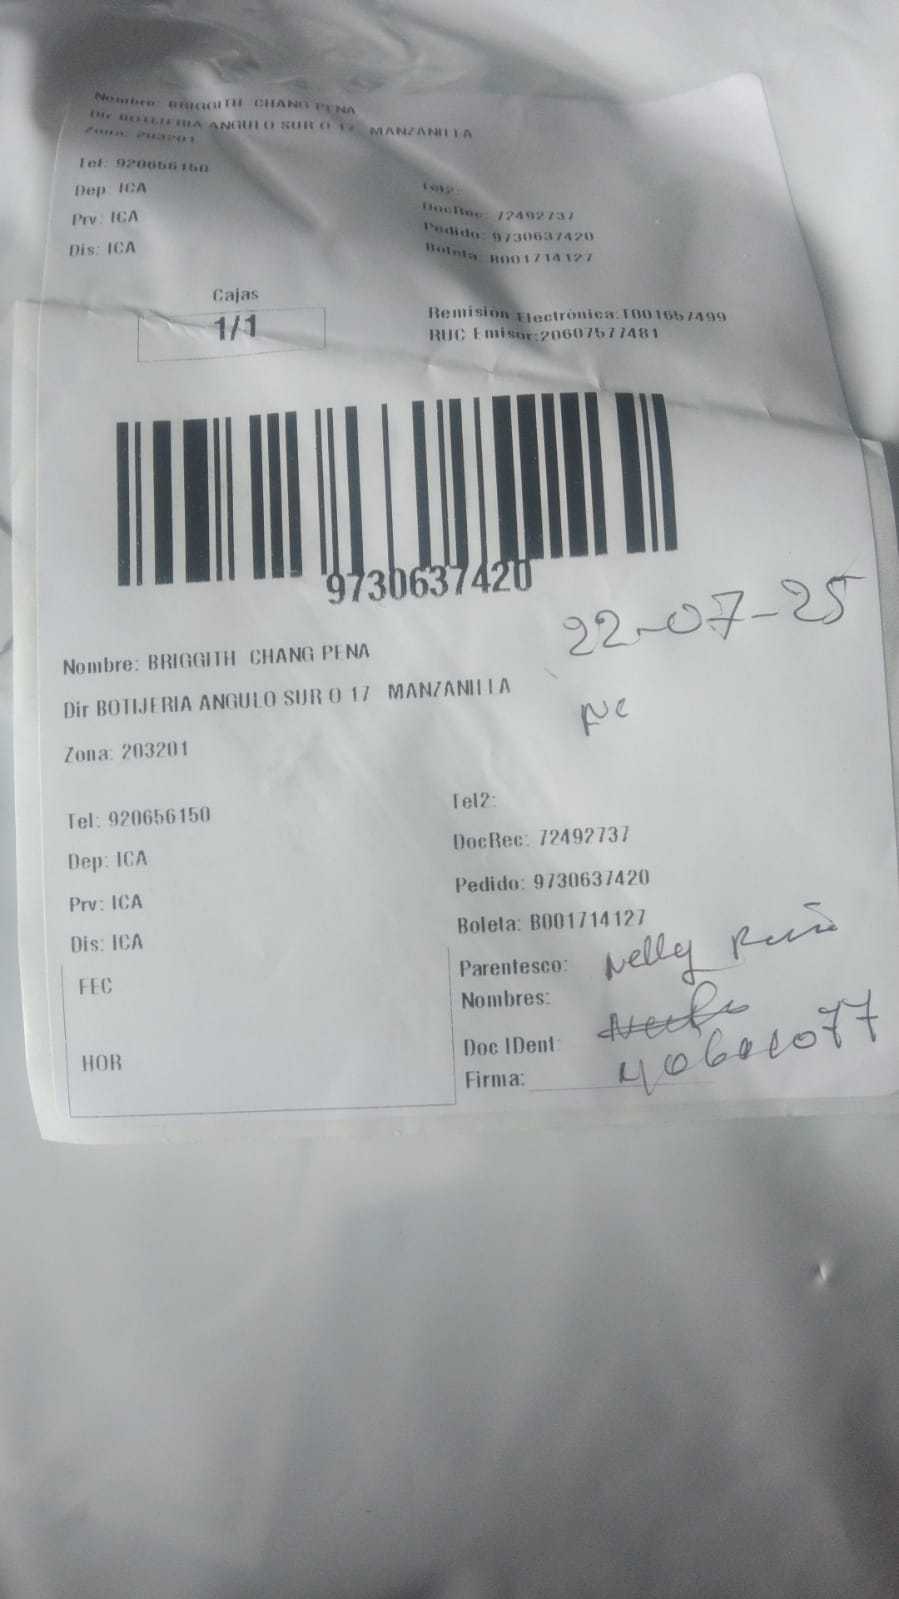 Nombre: BRIGGITH CHANG PENA
Dir BOTIJERIA ANGULO SUR O 17 MANZANILLA
Zona: 203201
Tel: 920656150
Dep: ICA
Tel2:
Prv: ICA
DocRec: 72492737
Dis: ICA
Pedido: 9730637420
Boleta: B001714127
Cajas
1/1
Remisión Electrónica:T001657499
RUC Emisor:20607577481
9730637420
22-07-25
Nombre: BRIGGITH CHANG PENA
Dir BOTIJERIA ANGULO SUR O 17 MANZANILLA
Zona: 203201
Tel: 920656150
Tel2:
Dep: ICA
DocRec: 72492737
Prv: ICA
Pedido: 9730637420
Dis: ICA
Boleta: B001714127
FEC
Parentesco: Nelly
Nombres:
HOR
Doc IDent:
Firma: